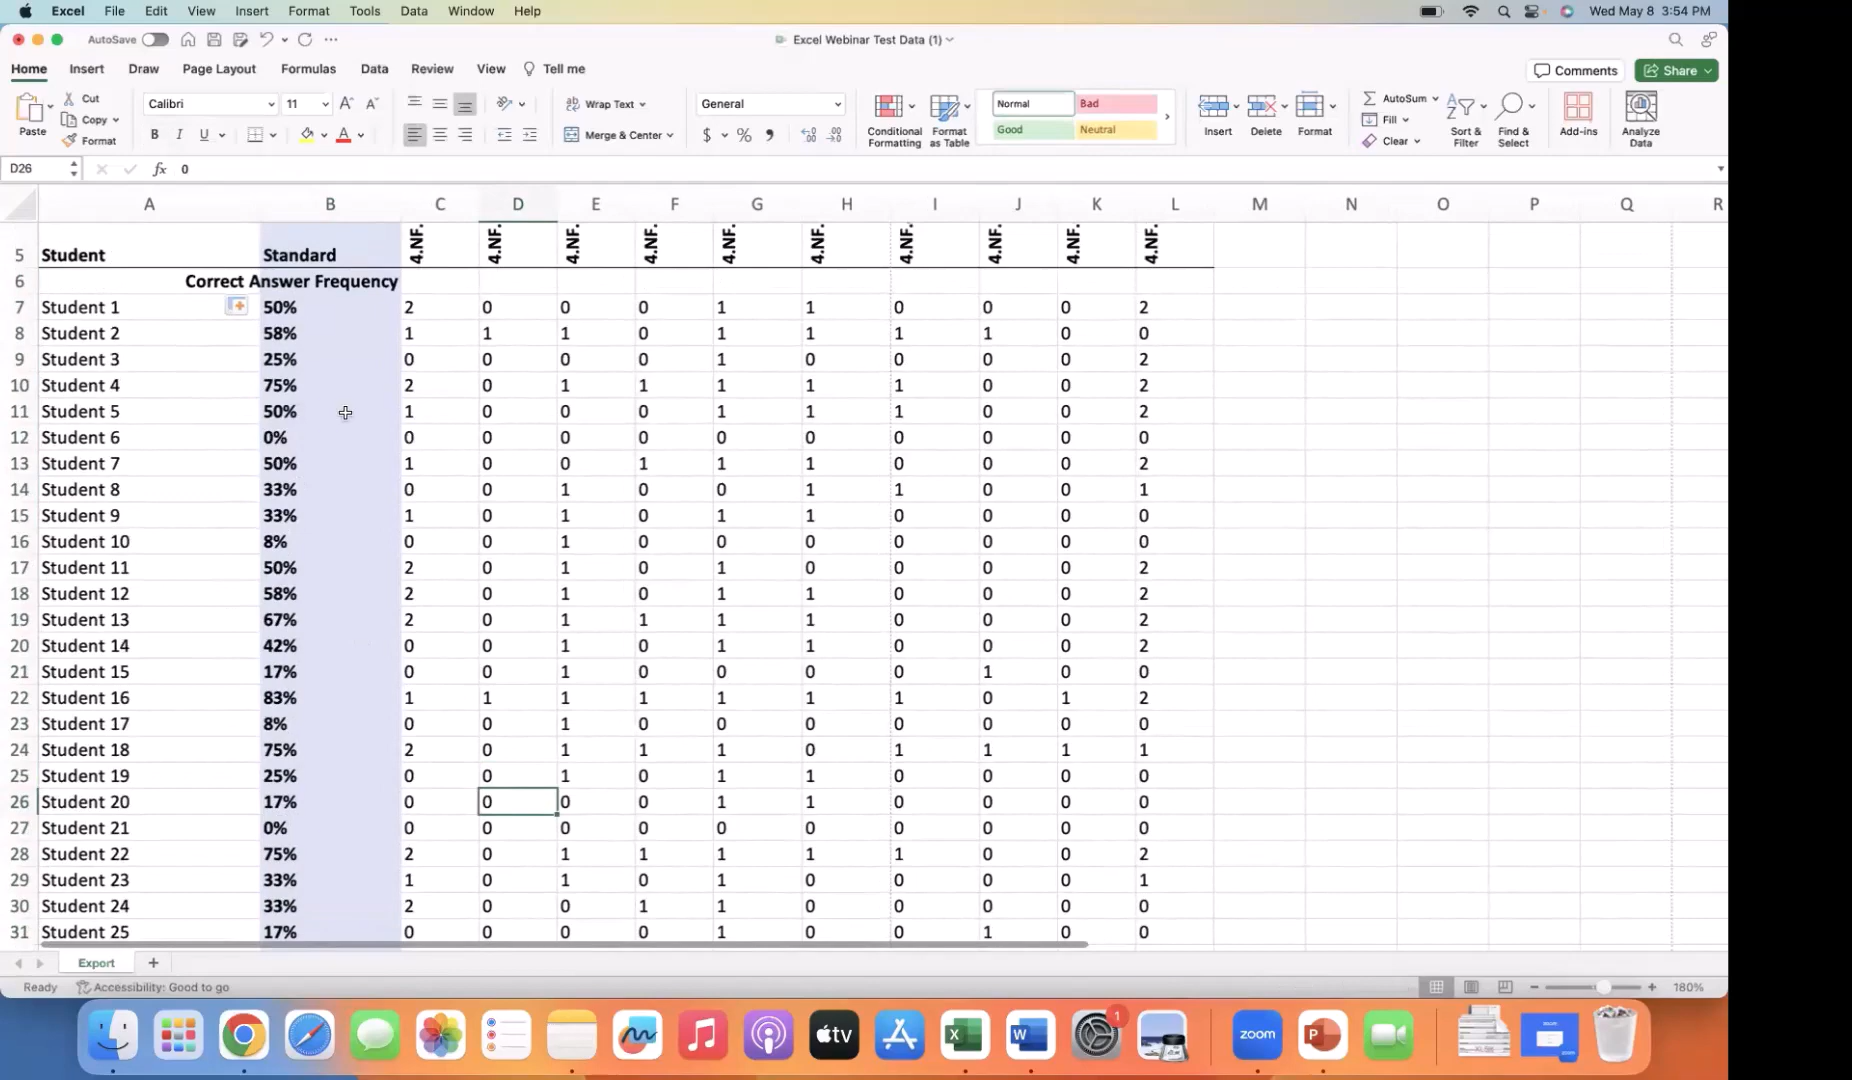 Excel File Edit View Insert Format Tools Data Window Help Wed May 8 3:54 PM
AutoSave Excel Webinar Test Data (1)
Home Insert Draw Page Layout Formulas Data Review View Tell me Comments Share
Paste Cut Copy Format Calibri 11 Wrap Text Merge & Center General Conditional Formatting Format as Table Normal Bad Good Neutral Insert Delete Format AutoSum Fill Clear Sort & Filter Find & Select Add-ins Analyze Data
D26 fx 0
A B C D E F G H I J K L M N O P Q R
5 Student Standard 4.NF. 4.NF. 4.NF. 4.NF. 4.NF. 4.NF. 4.NF. 4.NF. 4.NF. 4.NF.
6 Correct Answer Frequency
7 Student 1 50% 2 0 0 0 1 1 0 0 0 2
8 Student 2 58% 1 1 1 0 1 1 1 1 0 0
9 Student 3 25% 0 0 0 0 1 0 0 0 0 2
10 Student 4 75% 2 0 1 1 1 1 1 0 0 2
11 Student 5 50% 1 0 0 0 1 1 1 0 0 2
12 Student 6 0% 0 0 0 0 0 0 0 0 0 0
13 Student 7 50% 1 0 0 1 1 1 0 0 0 2
14 Student 8 33% 0 0 1 0 0 1 1 0 0 1
15 Student 9 33% 1 0 1 0 1 1 0 0 0 0
16 Student 10 8% 0 0 1 0 0 0 0 0 0 0
17 Student 11 50% 2 0 1 0 1 0 0 0 0 2
18 Student 12 58% 2 0 1 0 1 1 0 0 0 2
19 Student 13 67% 2 0 1 1 1 1 0 0 0 2
20 Student 14 42% 0 0 1 0 1 1 0 0 0 2
21 Student 15 17% 0 0 1 0 0 0 0 1 0 0
22 Student 16 83% 1 1 1 1 1 1 1 0 1 2
23 Student 17 8% 0 0 1 0 0 0 0 0 0 0
24 Student 18 75% 2 0 1 1 1 0 1 1 1 1
25 Student 19 25% 0 0 1 0 1 1 0 0 0 0
26 Student 20 17% 0 0 0 0 1 1 0 0 0 0
27 Student 21 0% 0 0 0 0 0 0 0 0 0 0
28 Student 22 75% 2 0 1 1 1 1 1 0 0 2
29 Student 23 33% 1 0 1 0 1 0 0 0 0 1
30 Student 24 33% 2 0 0 1 1 0 0 0 0 0
31 Student 25 17% 0 0 0 0 1 0 0 1 0 0
Export
Ready Accessibility: Good to go 180%
tv X W 1 zoom P